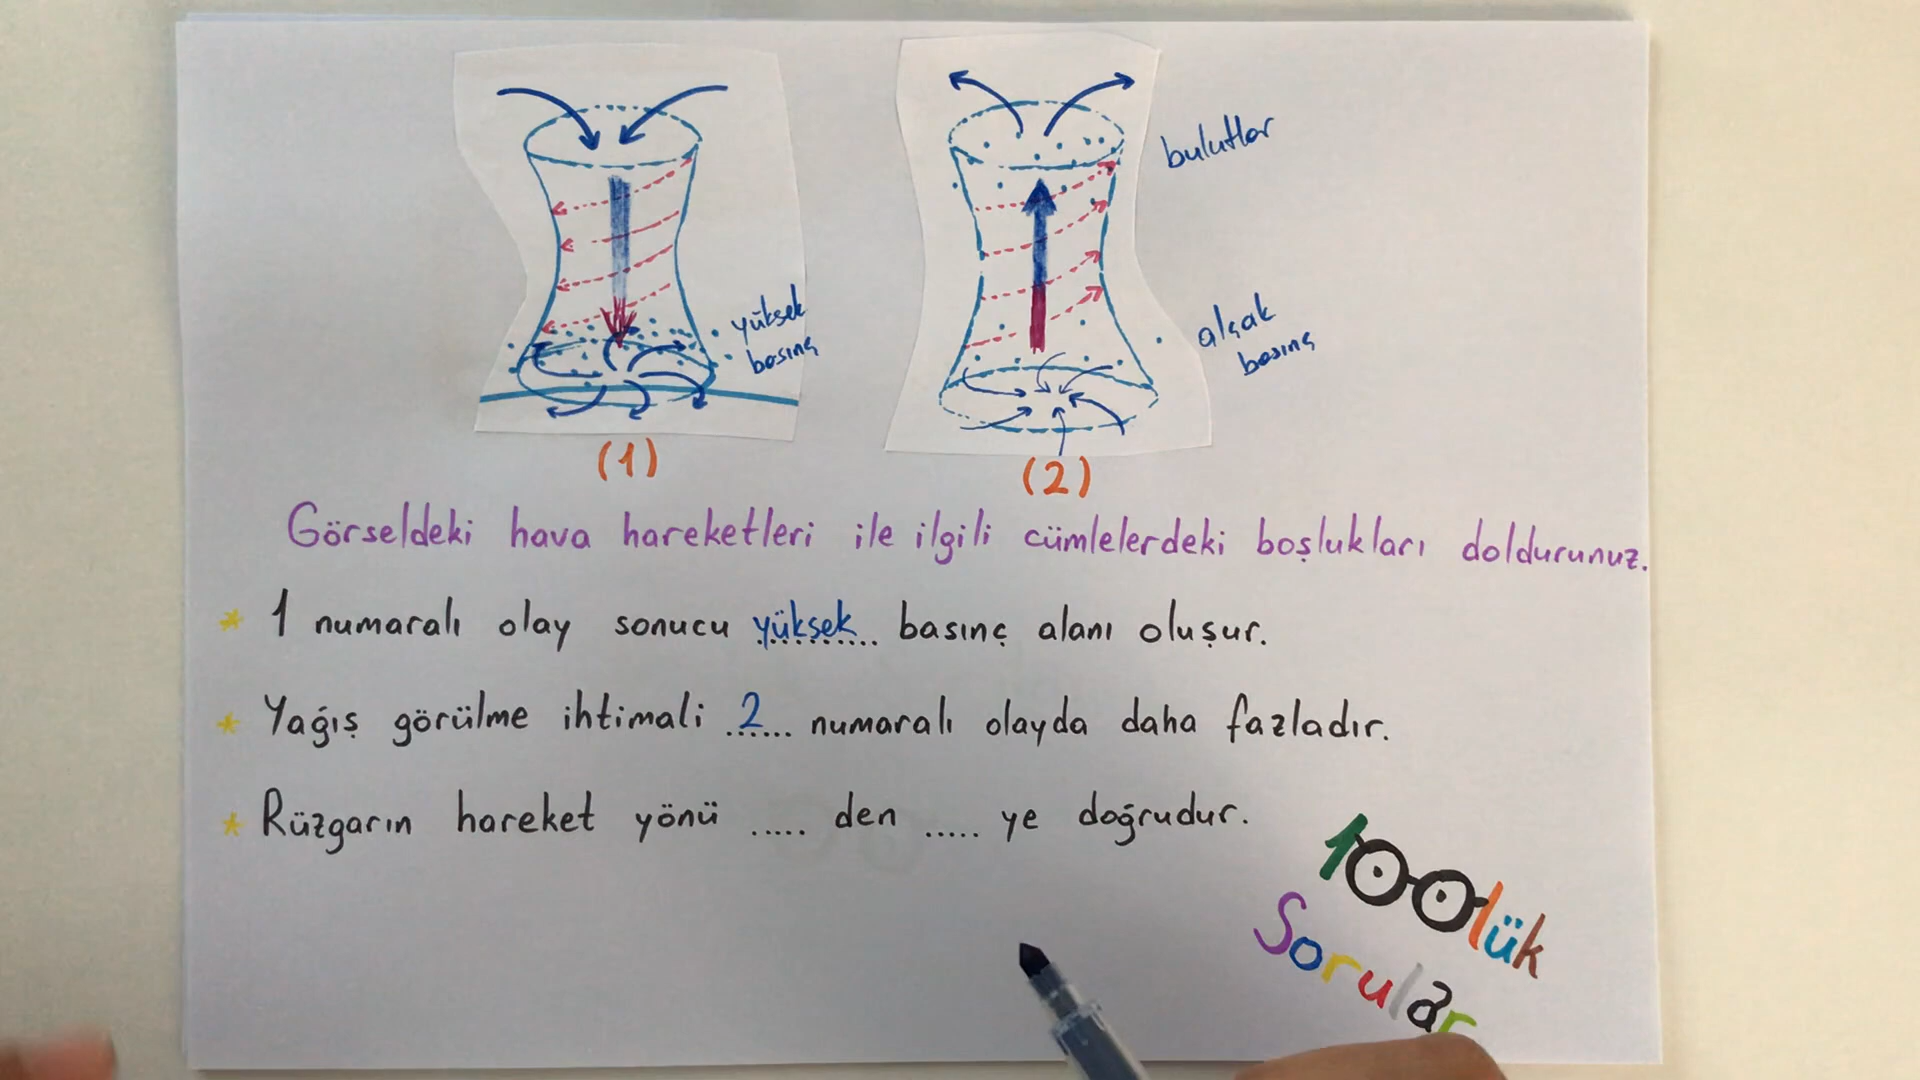 bulutlar
yüksek
basınç
alçak
basınç
(1)
(2)
Görseldeki hava hareketleri ile ilgili cümlelerdeki boşlukları doldurunuz.
* 1 numaralı olay sonucu yüksek basınç alanı oluşur.
* Yağış görülme ihtimali 2 numaralı olayda daha fazladır.
* Rüzgarın hareket yönü ..... den ..... ye doğrudur.
100lük
Sorular